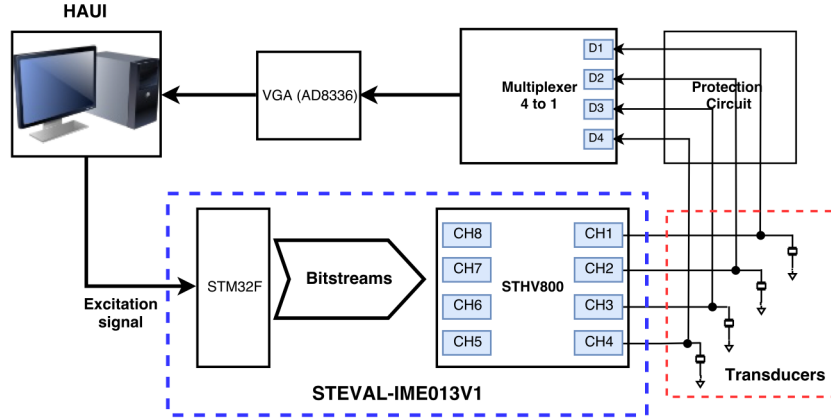 HAUI
VGA (AD8336)
Multiplexer
4 to 1
D1
D2
D3
D4
Protection
Circuit
Excitation
signal
STM32F
Bitstreams
STHV800
CH8
CH7
CH6
CH5
CH1
CH2
CH3
CH4
STEVAL-IME013V1
Transducers